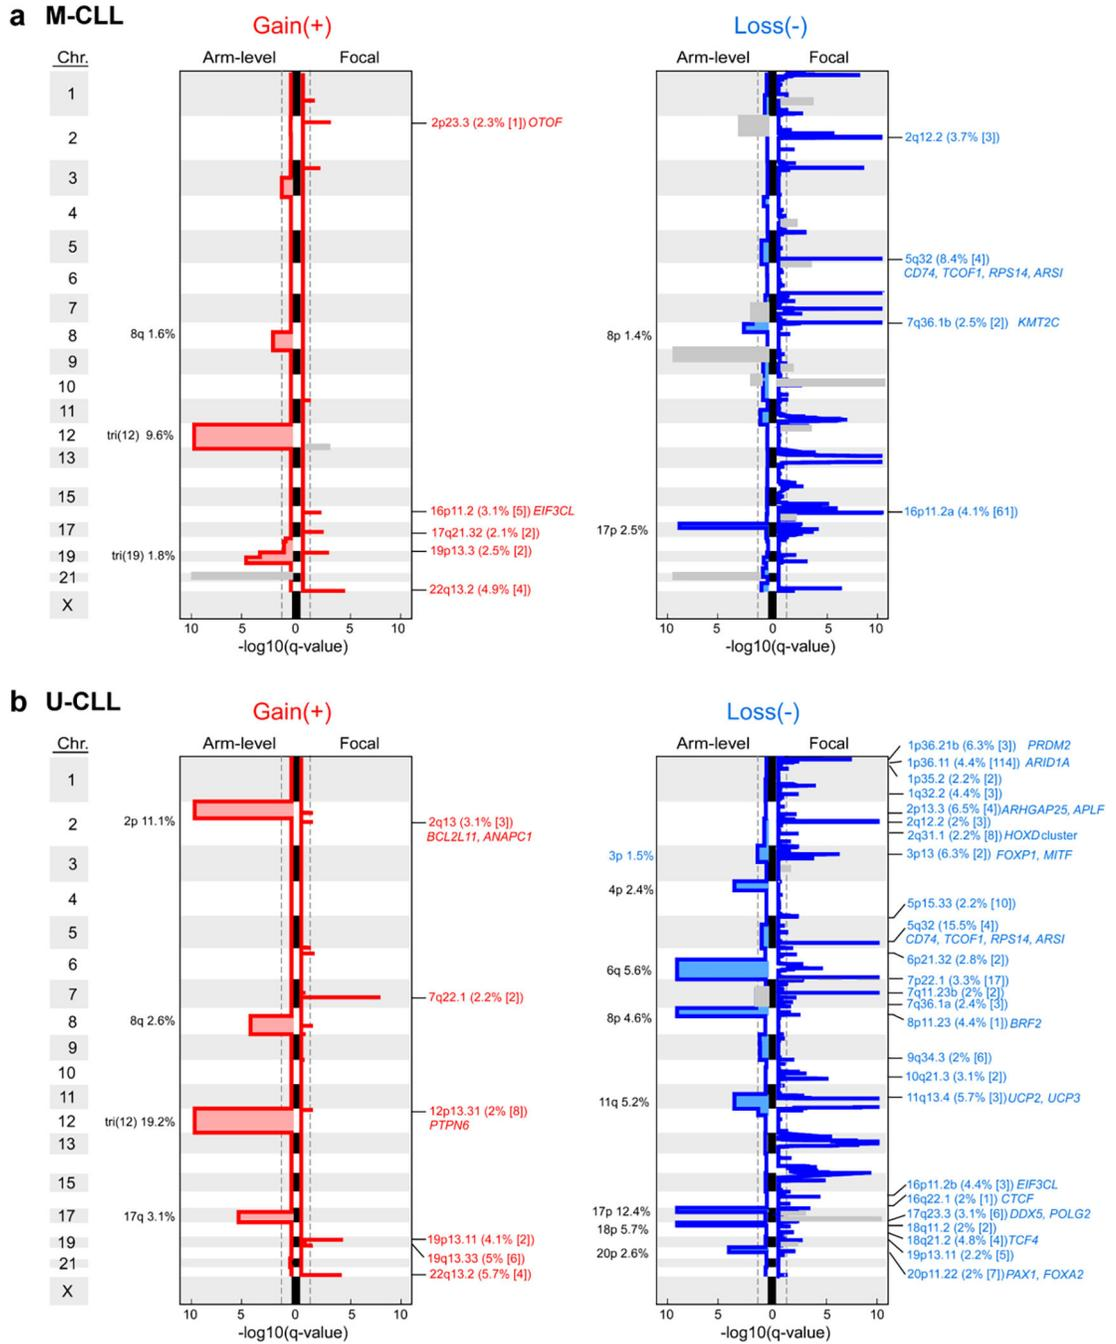 a M-CLL
Gain(+)
Loss(-)
Chr.
Arm-level
Focal
Arm-level
Focal
1
2
3
4
5
6
7
8
9
10
11
12
13
15
17
19
21
X
8q 1.6%
tri(12) 9.6%
tri(19) 1.8%
2p23.3 (2.3% [1]) OTOF
16p11.2 (3.1% [5]) EIF3CL
17q21.32 (2.1% [2])
19p13.3 (2.5% [2])
22q13.2 (4.9% [4])
8p 1.4%
17p 2.5%
2q12.2 (3.7% [3])
5q32 (8.4% [4])
CD74, TCOF1, RPS14, ARSI
7q36.1b (2.5% [2]) KMT2C
16p11.2a (4.1% [61])
10 5 0 5 10
-log10(q-value)
10 5 0 5 10
-log10(q-value)
b U-CLL
Gain(+)
Loss(-)
Chr.
Arm-level
Focal
Arm-level
Focal
1
2
3
4
5
6
7
8
9
10
11
12
13
15
17
19
21
X
2p 11.1%
8q 2.6%
tri(12) 19.2%
17q 3.1%
2q13 (3.1% [3])
BCL2L11, ANAPC1
7q22.1 (2.2% [2])
12p13.31 (2% [8])
PTPN6
19p13.11 (4.1% [2])
19q13.33 (5% [6])
22q13.2 (5.7% [4])
3p 1.5%
4p 2.4%
6q 5.6%
8p 4.6%
11q 5.2%
17p 12.4%
18p 5.7%
20p 2.6%
1p36.21b (6.3% [3]) PRDM2
1p36.11 (4.4% [114]) ARID1A
1p35.2 (2.2% [2])
1q32.2 (4.4% [3])
2p13.3 (6.5% [4]) ARHGAP25, APLF
2q12.2 (2% [3])
2q31.1 (2.2% [8]) HOXD cluster
3p13 (6.3% [2]) FOXP1, MITF
5p15.33 (2.2% [10])
5q32 (15.5% [4])
CD74, TCOF1, RPS14, ARSI
6p21.32 (2.8% [2])
7p22.1 (3.3% [17])
7q11.23b (2% [2])
7q36.1a (2.4% [3])
8p11.23 (4.4% [1]) BRF2
9q34.3 (2% [6])
10q21.3 (3.1% [2])
11q13.4 (5.7% [3]) UCP2, UCP3
16p11.2b (4.4% [3]) EIF3CL
16q22.1 (2% [1]) CTCF
17q23.3 (3.1% [6]) DDX5, POLG2
18q11.2 (2% [2])
18q21.2 (4.8% [4]) TCF4
19p13.11 (2.2% [5])
20p11.22 (2% [7]) PAX1, FOXA2
10 5 0 5 10
-log10(q-value)
10 5 0 5 10
-log10(q-value)